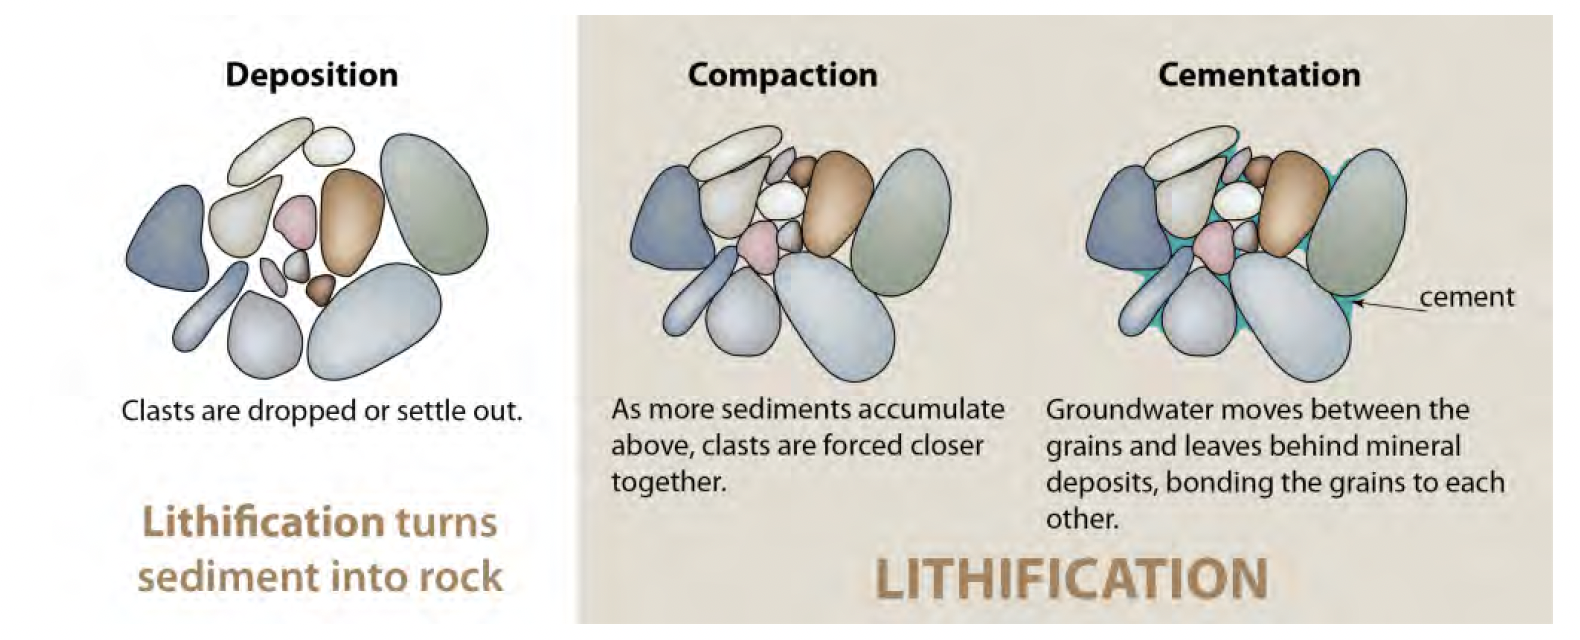 Deposition
Clasts are dropped or settle out.
Lithification turns
sediment into rock
Compaction
As more sediments accumulate
above, clasts are forced closer
together.
Cementation
cement
Groundwater moves between the
grains and leaves behind mineral
deposits, bonding the grains to each
other.
LITHIFICATION